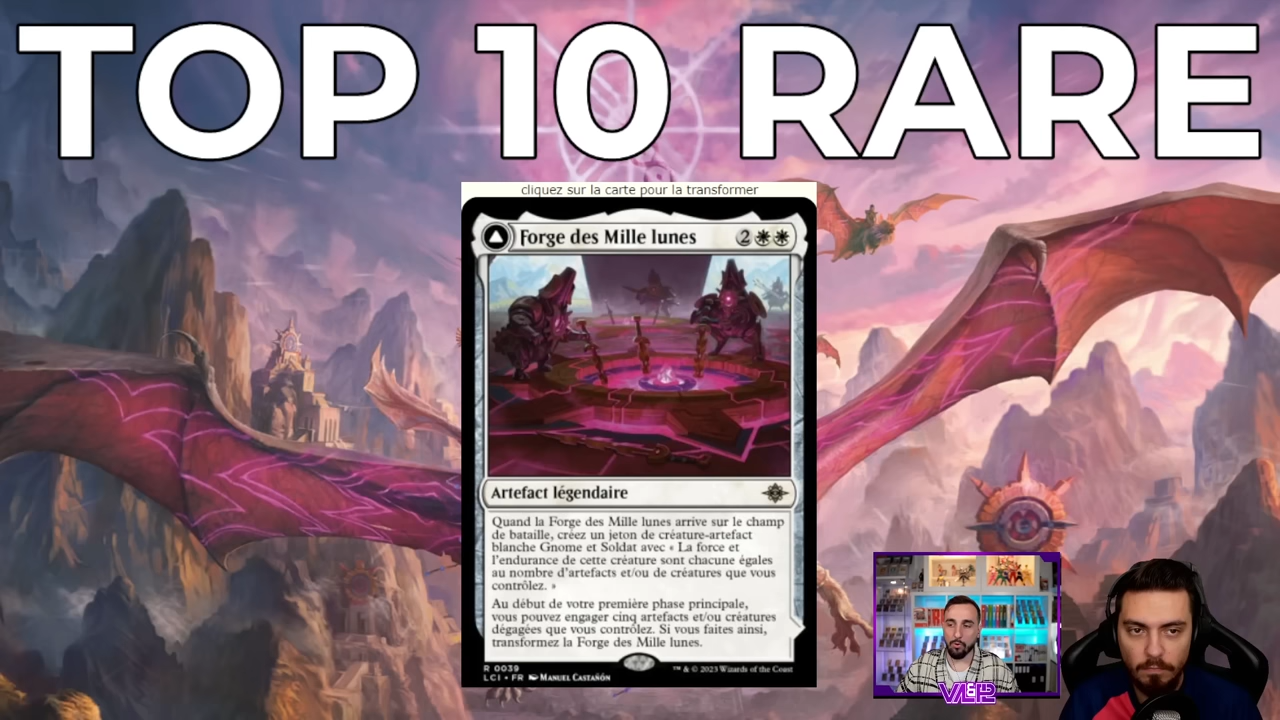 TOP 10 RARE
cliquez sur la carte pour la transformer
Forge des Mille lunes 2
Artefact légendaire
Quand la Forge des Mille lunes arrive sur le champ
de bataille, créez un jeton de créature-artefact
blanche Gnome et Soldat avec « La force et
l'endurance de cette créature sont chacune égales
au nombre d'artefacts et/ou de créatures que vous
contrôlez. »
Au début de votre première phase principale,
vous pouvez engager cinq artefacts et/ou créatures
dégagées que vous contrôlez. Si vous faites ainsi,
transformez la Forge des Mille lunes.
R 0039
LCI • FR Manuel Castañón
™ & © 2023 Wizards of the Coast